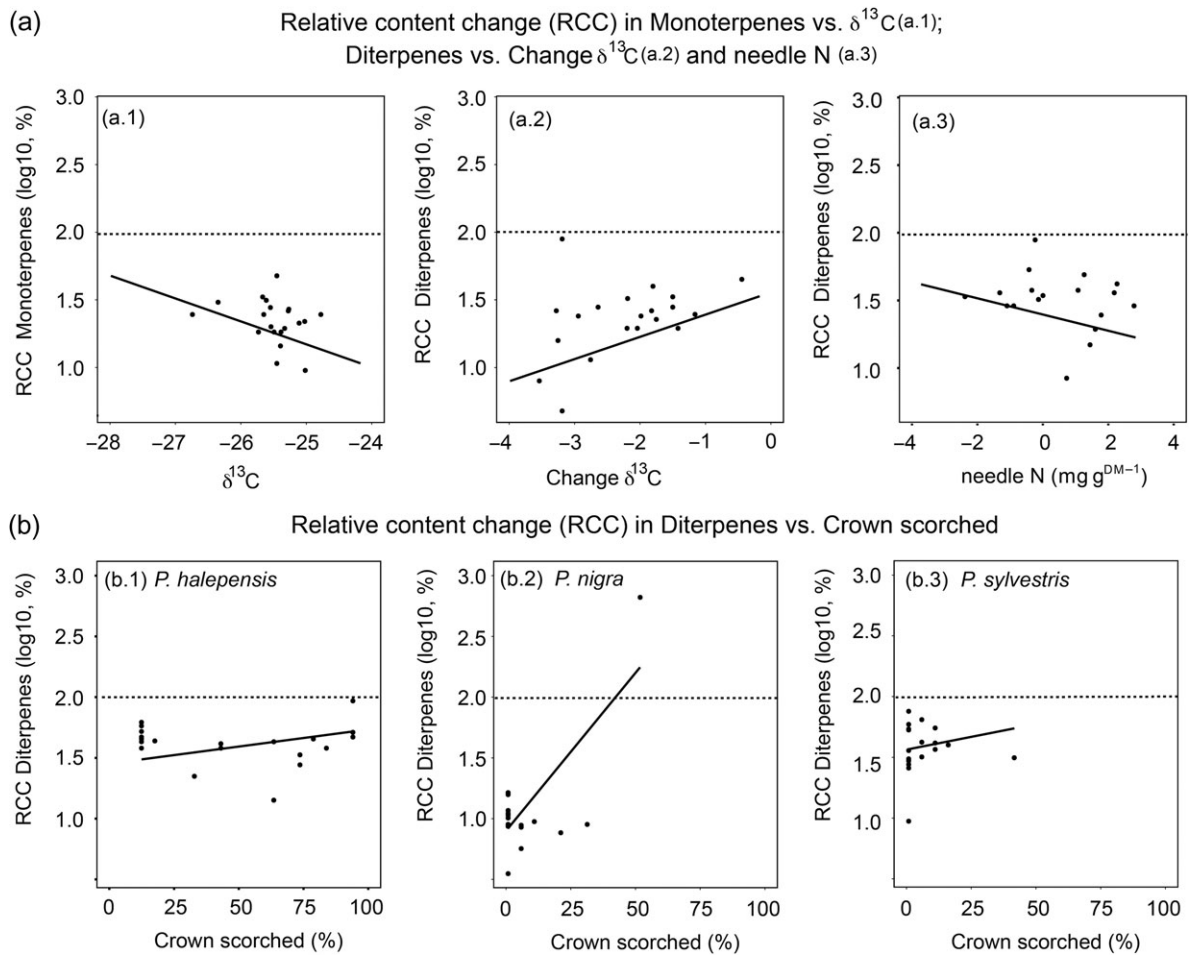 (a)
Relative content change (RCC) in Monoterpenes vs. δ¹³C (a.1);
Diterpenes vs. Change δ¹³C (a.2) and needle N (a.3)
(a.1)
RCC Monoterpenes (log10, %)
3.0
2.5
2.0
1.5
1.0
−28 −27 −26 −25 −24
δ¹³C
(a.2)
RCC Diterpenes (log10, %)
3.0
2.5
2.0
1.5
1.0
−4 −3 −2 −1 0
Change δ¹³C
(a.3)
RCC Diterpenes (log10, %)
3.0
2.5
2.0
1.5
1.0
−4 −2 0 2 4
needle N (mg g^DM−1)
(b)
Relative content change (RCC) in Diterpenes vs. Crown scorched
(b.1) P. halepensis
RCC Diterpenes (log10, %)
3.0
2.5
2.0
1.5
1.0
0 25 50 75 100
Crown scorched (%)
(b.2) P. nigra
RCC Diterpenes (log10, %)
3.0
2.5
2.0
1.5
1.0
0 25 50 75 100
Crown scorched (%)
(b.3) P. sylvestris
RCC Diterpenes (log10, %)
3.0
2.5
2.0
1.5
1.0
0 25 50 75 100
Crown scorched (%)